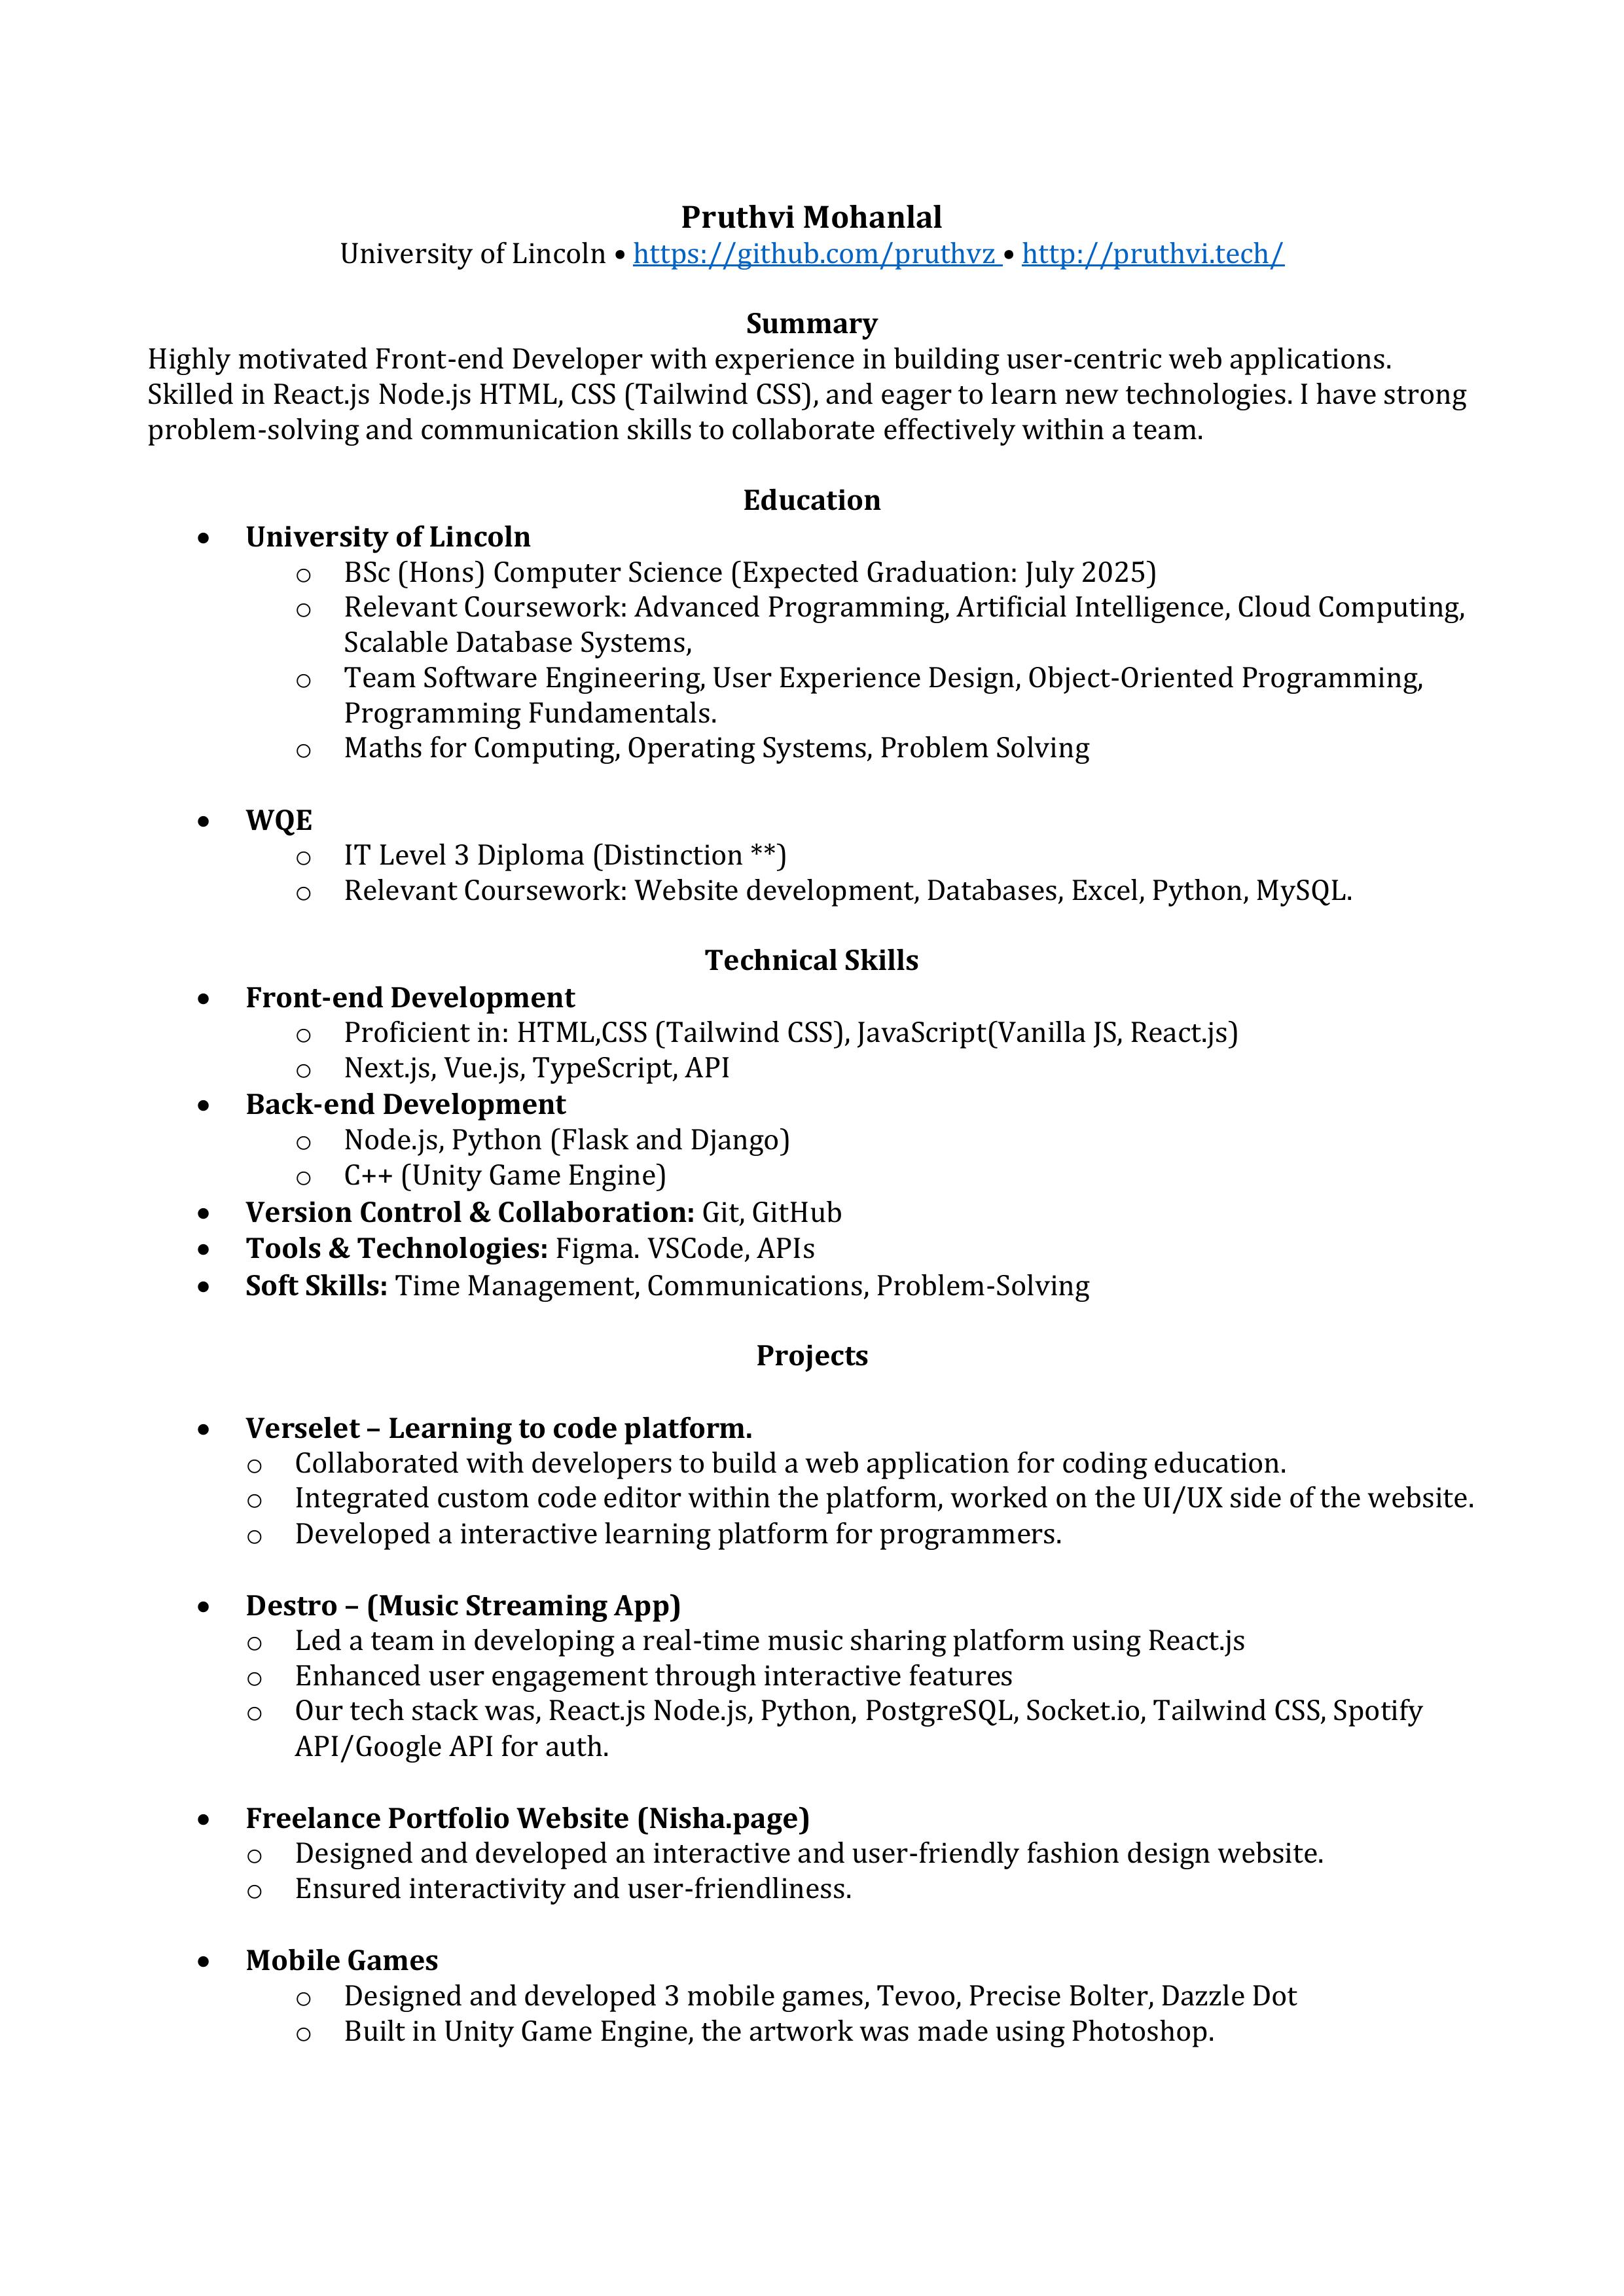 Pruthvi Mohanlal
University of Lincoln • https://github.com/pruthvz • http://pruthvi.tech/
Summary
Highly motivated Front-end Developer with experience in building user-centric web applications.
Skilled in React.js Node.js HTML, CSS (Tailwind CSS), and eager to learn new technologies. I have strong
problem-solving and communication skills to collaborate effectively within a team.
Education
• University of Lincoln
o BSc (Hons) Computer Science (Expected Graduation: July 2025)
o Relevant Coursework: Advanced Programming, Artificial Intelligence, Cloud Computing,
Scalable Database Systems,
o Team Software Engineering, User Experience Design, Object-Oriented Programming,
Programming Fundamentals.
o Maths for Computing, Operating Systems, Problem Solving
• WQE
o IT Level 3 Diploma (Distinction **)
o Relevant Coursework: Website development, Databases, Excel, Python, MySQL.
Technical Skills
• Front-end Development
o Proficient in: HTML,CSS (Tailwind CSS), JavaScript(Vanilla JS, React.js)
o Next.js, Vue.js, TypeScript, API
• Back-end Development
o Node.js, Python (Flask and Django)
o C++ (Unity Game Engine)
• Version Control & Collaboration: Git, GitHub
• Tools & Technologies: Figma. VSCode, APIs
• Soft Skills: Time Management, Communications, Problem-Solving
Projects
• Verselet – Learning to code platform.
o Collaborated with developers to build a web application for coding education.
o Integrated custom code editor within the platform, worked on the UI/UX side of the website.
o Developed a interactive learning platform for programmers.
• Destro – (Music Streaming App)
o Led a team in developing a real-time music sharing platform using React.js
o Enhanced user engagement through interactive features
o Our tech stack was, React.js Node.js, Python, PostgreSQL, Socket.io, Tailwind CSS, Spotify
API/Google API for auth.
• Freelance Portfolio Website (Nisha.page)
o Designed and developed an interactive and user-friendly fashion design website.
o Ensured interactivity and user-friendliness.
• Mobile Games
o Designed and developed 3 mobile games, Tevoo, Precise Bolter, Dazzle Dot
o Built in Unity Game Engine, the artwork was made using Photoshop.